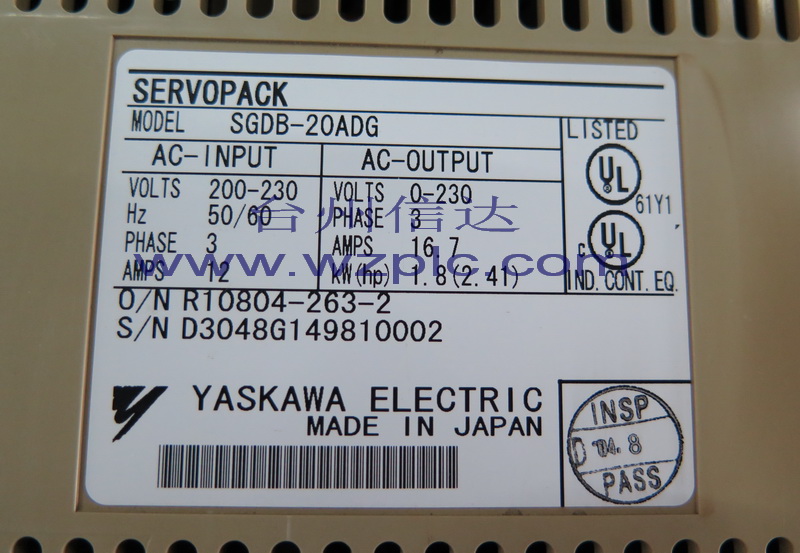 SERVOPACK
MODEL SGDB-20ADG
LISTED
AC-INPUT AC-OUTPUT
VOLTS 200-230 VOLTS 0-230
Hz 50/60 PHASE 3
PHASE 3 AMPS 16.7
AMPS 12 kW(hp) 1.8(2.41)
UL
61Y1
c UL
IND.CONT.EQ.
台州信达
www.wzplc.com
O/N R10804-263-2
S/N D3048G149810002
YASKAWA ELECTRIC
MADE IN JAPAN
INSP
D '04.8
PASS